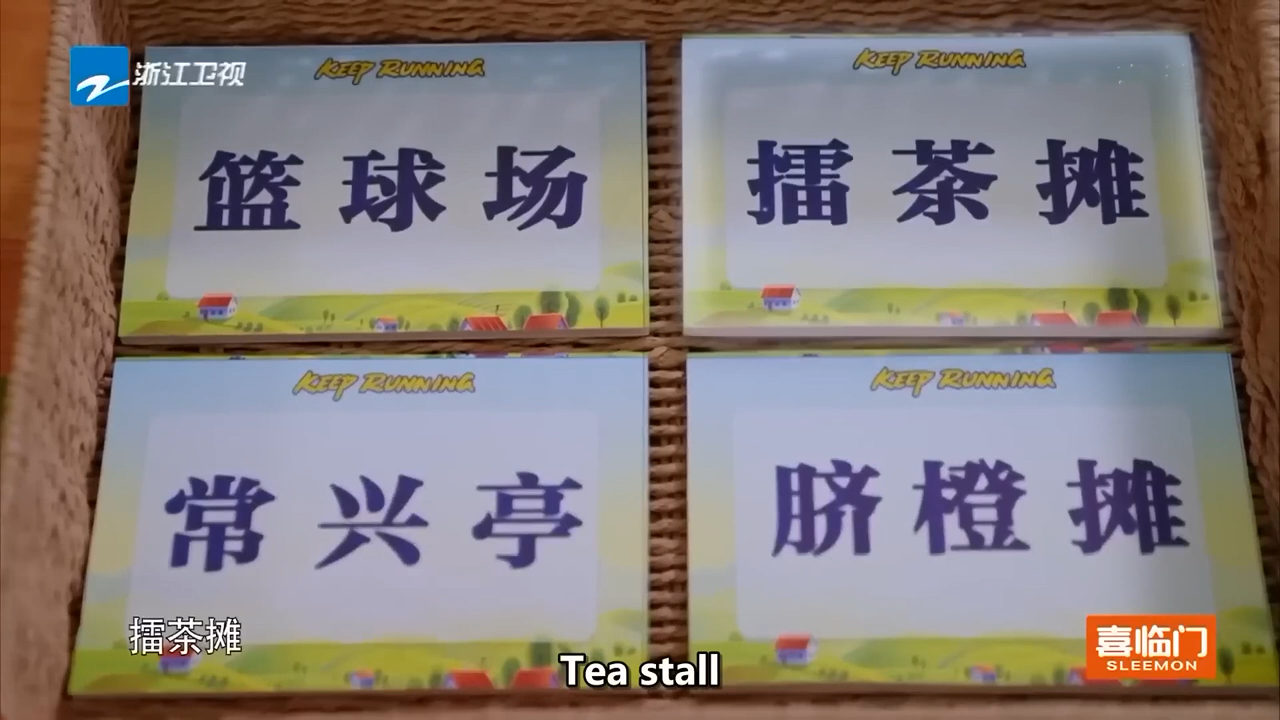 浙江卫视
KEEP RUNNING
篮球场
KEEP RUNNING
擂茶摊
KEEP RUNNING
常兴亭
KEEP RUNNING
脐橙摊
擂茶摊
Tea stall
喜临门
SLEEMON